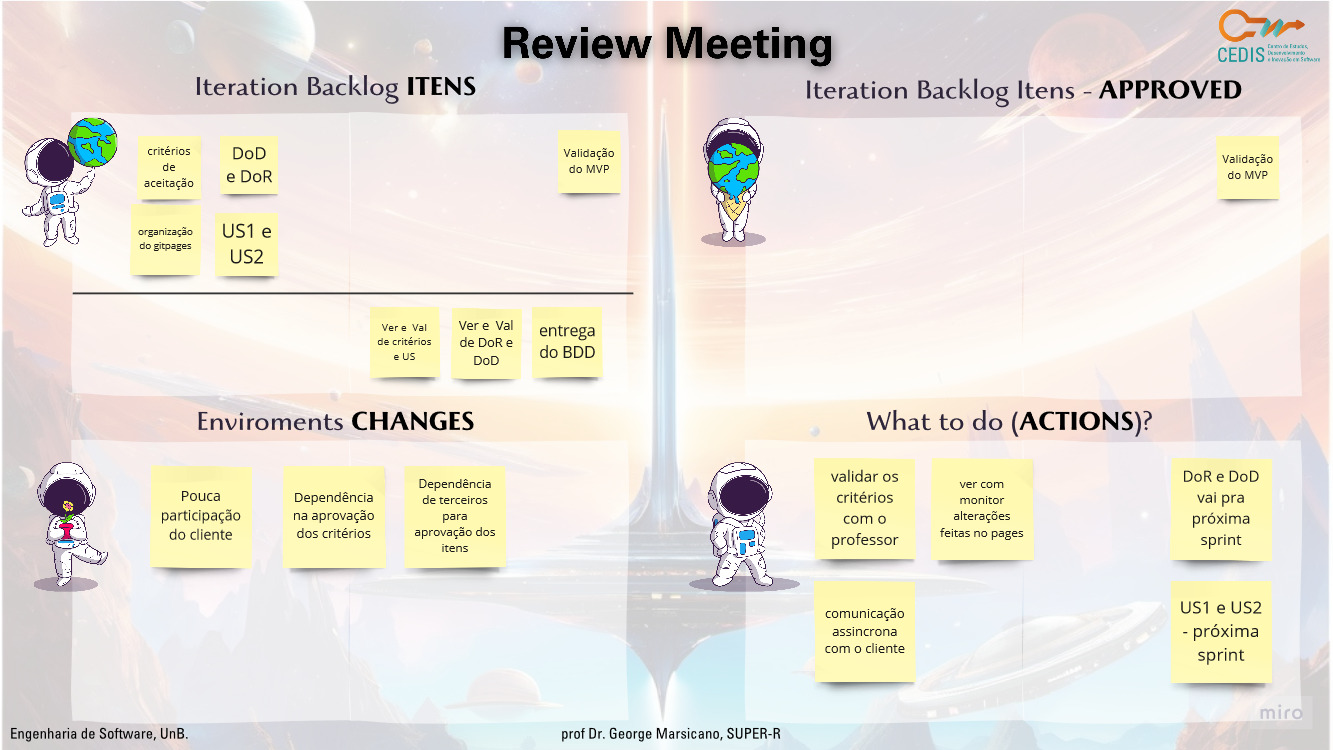 Review Meeting
CEDIS
Centro de Estudos,
Desenvolvimento
e Inovação em Software
Iteration Backlog ITENS
critérios
de
aceitação
DoD
e DoR
Validação
do MVP
organização
do gitpages
US1 e
US2
Ver e Val
de critérios
e US
Ver e Val
de DoR e
DoD
entrega
do BDD
Iteration Backlog Itens - APPROVED
Validação
do MVP
Enviroments CHANGES
Pouca
participação
do cliente
Dependência
na aprovação
dos critérios
Dependência
de terceiros
para
aprovação dos
itens
What to do (ACTIONS)?
validar os
critérios
com o
professor
ver com
monitor
alterações
feitas no pages
DoR e DoD
vai pra
próxima
sprint
comunicação
assincrona
com o cliente
US1 e US2
- próxima
sprint
miro
Engenharia de Software, UnB.
prof Dr. George Marsicano, SUPER-R